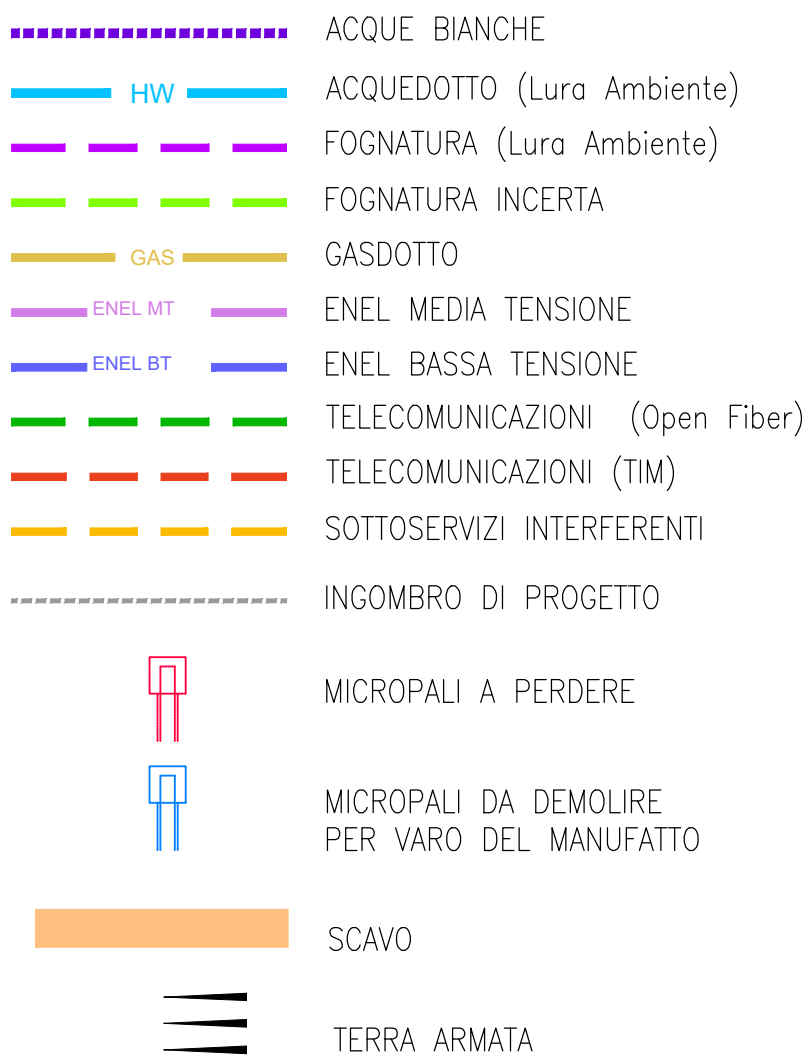 ACQUE BIANCHE
HW ACQUEDOTTO (Lura Ambiente)
FOGNATURA (Lura Ambiente)
FOGNATURA INCERTA
GAS GASDOTTO
ENEL MT ENEL MEDIA TENSIONE
ENEL BT ENEL BASSA TENSIONE
TELECOMUNICAZIONI (Open Fiber)
TELECOMUNICAZIONI (TIM)
SOTTOSERVIZI INTERFERENTI
INGOMBRO DI PROGETTO
MICROPALI A PERDERE
MICROPALI DA DEMOLIRE
PER VARO DEL MANUFATTO
SCAVO
TERRA ARMATA